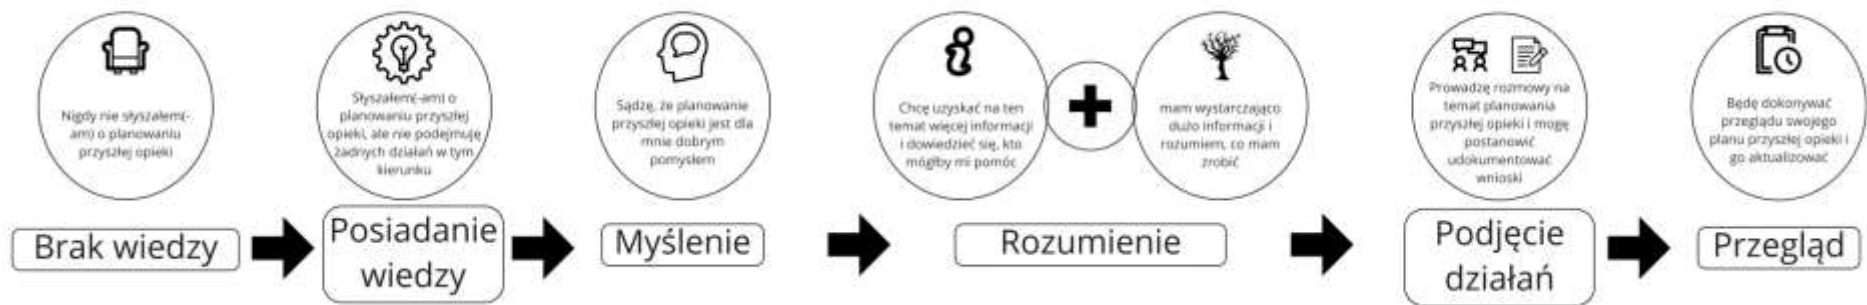 Nigdy nie słyszałem(-
am) o planowaniu
przyszłej opieki
Słyszałem(-am) o
planowaniu przyszłej
opieki, ale nie podejmuję
żadnych działań w tym
kierunku
Sądzę, że planowanie
przyszłej opieki jest dla
mnie dobrym
pomysłem
Chcę uzyskać na ten
temat więcej informacji
i dowiedzieć się, kto
mógłby mi pomóc
mam wystarczająco
dużo informacji i
rozumiem, co mam
zrobić
Prowadzę rozmowy na
temat planowania
przyszłej opieki i mogę
postanowić
udokumentować
wnioski
Będę dokonywać
przeglądu swojego
planu przyszłej opieki i
go aktualizować
Brak wiedzy
Posiadanie
wiedzy
Myślenie
Rozumienie
Podjęcie
działań
Przegląd